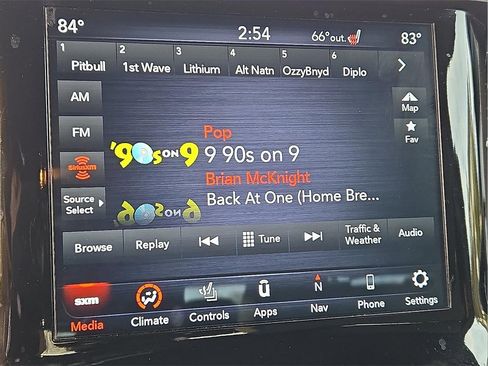 84° 2:54 66°out. 83°
1 Pitbull
2 1st Wave
3 Lithium
4 Alt Natn
5 OzzyBnyd
6 Diplo
AM
FM
siriusxm
Source Select
Map
Fav
'90s ON 9
Pop
9 90s on 9
Brian McKnight
Back At One (Home Bre...
Browse
Replay
Tune
Traffic & Weather
Audio
sxm
Media
Climate
Controls
Apps
N
Nav
Phone
Settings